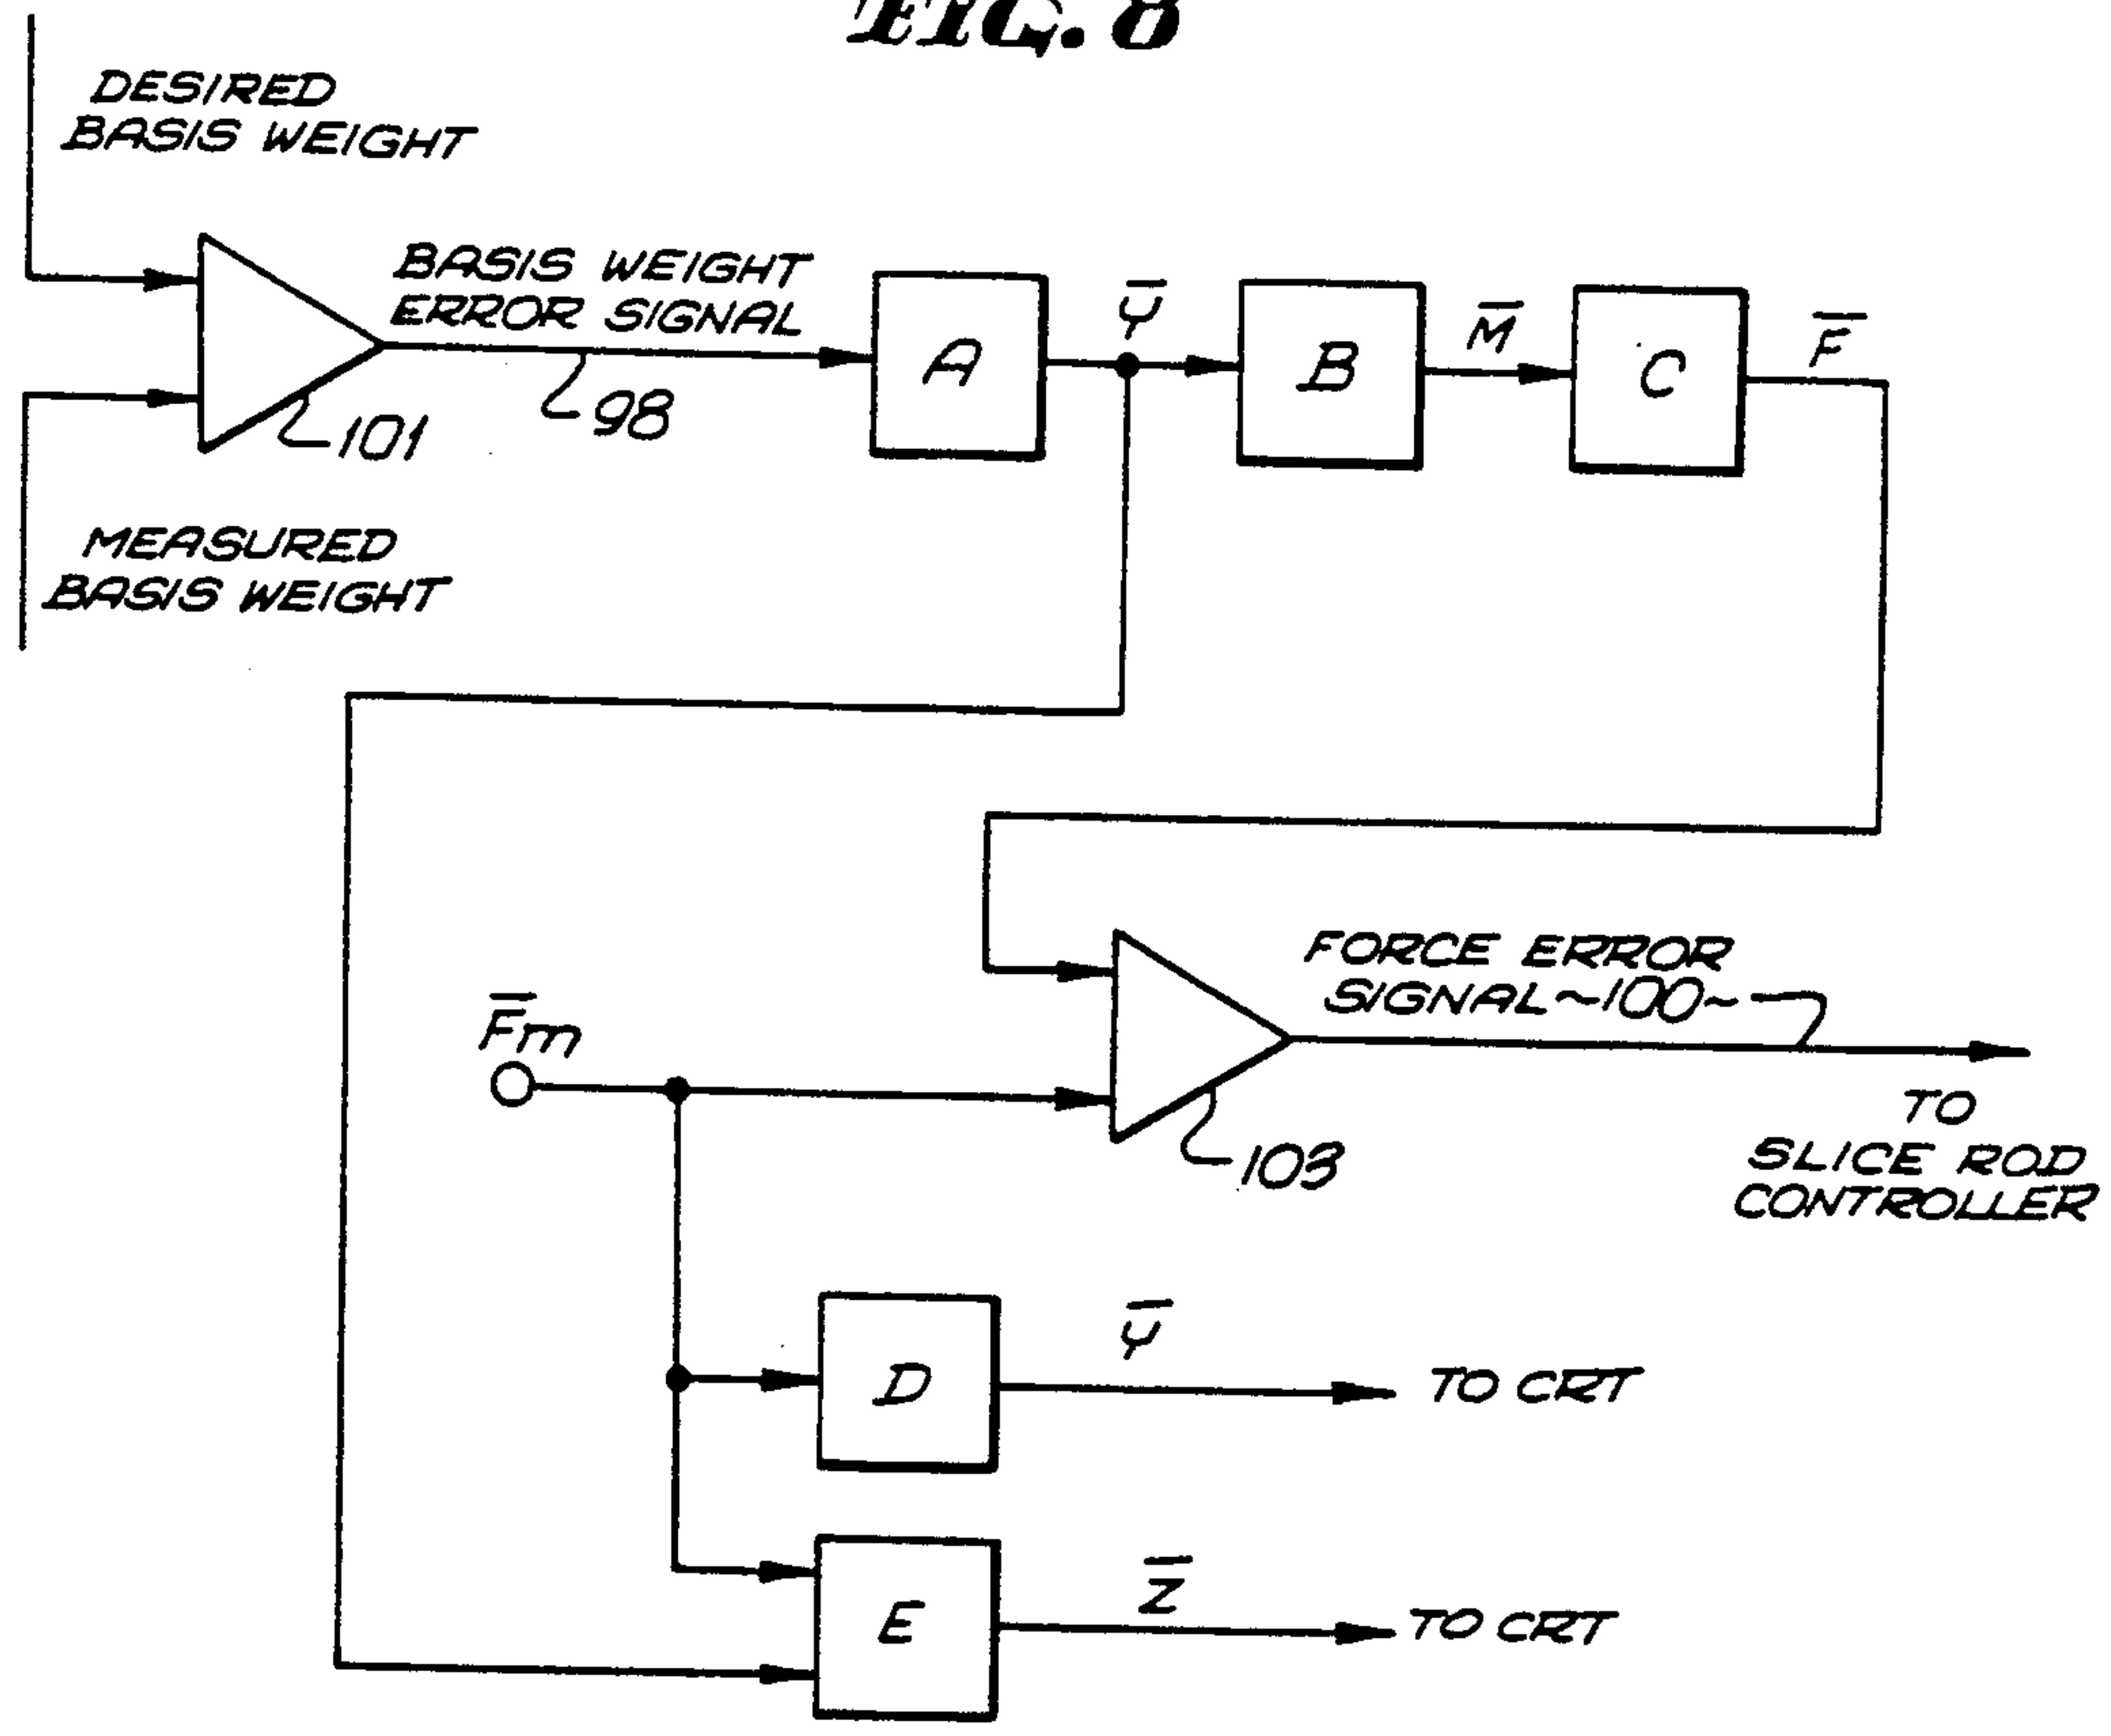 FIG. 8
DESIRED
BASIS WEIGHT
BASIS WEIGHT
ERROR SIGNAL
A
Y̅
B
M̅
C
F̅
98
101
MEASURED
BASIS WEIGHT
FORCE ERROR
SIGNAL ~100~
F̅m
TO
SLICE ROD
CONTROLLER
103
D
Y̅
TO CRT
E
Z̅
TO CRT